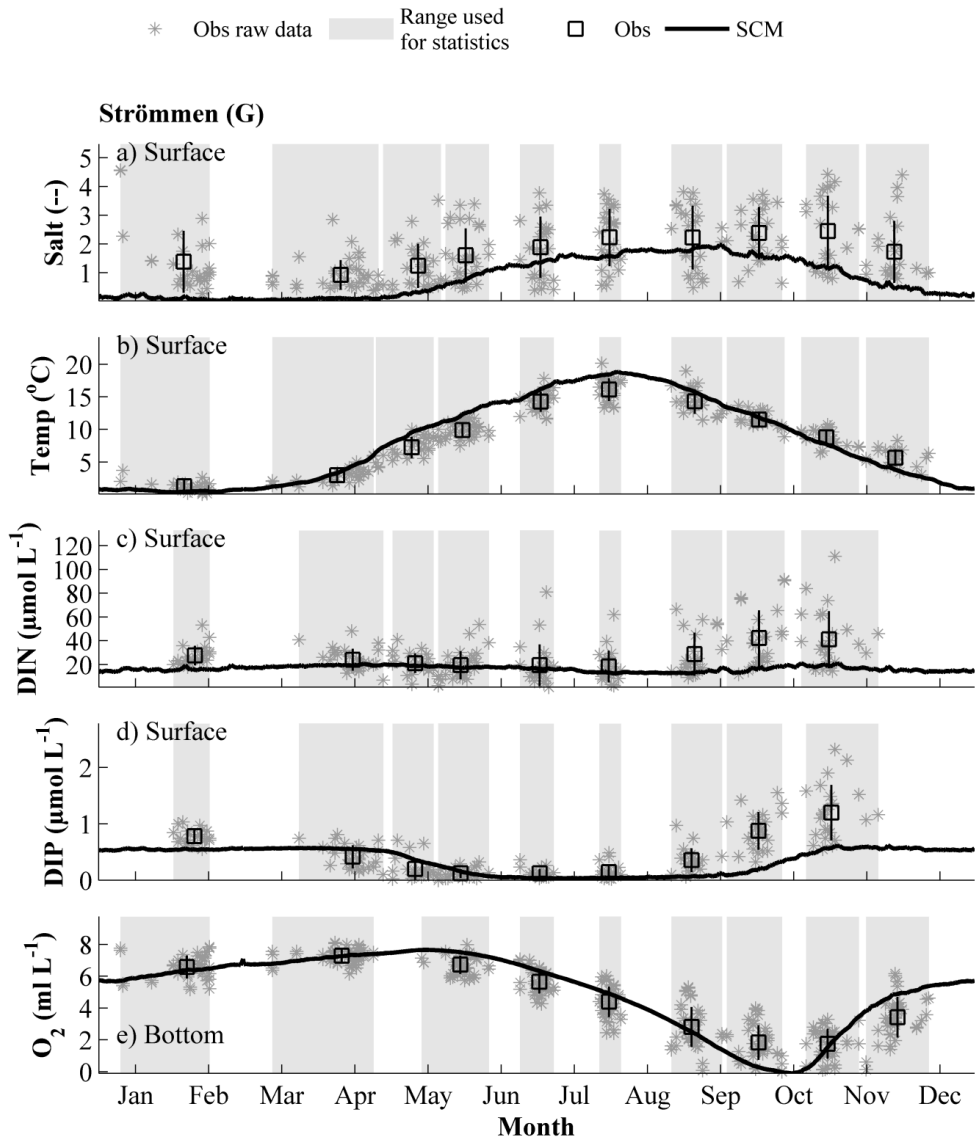 Obs raw data
Range used
for statistics
Obs
SCM
Strömmen (G)
a) Surface
Salt (--)
5
4
3
2
1
b) Surface
Temp (°C)
20
15
10
5
c) Surface
DIN (µmol L⁻¹)
120
100
80
60
40
20
d) Surface
DIP (µmol L⁻¹)
2
1
0
e) Bottom
O₂ (ml L⁻¹)
8
6
4
2
0
Jan Feb Mar Apr May Jun Jul Aug Sep Oct Nov Dec
Month